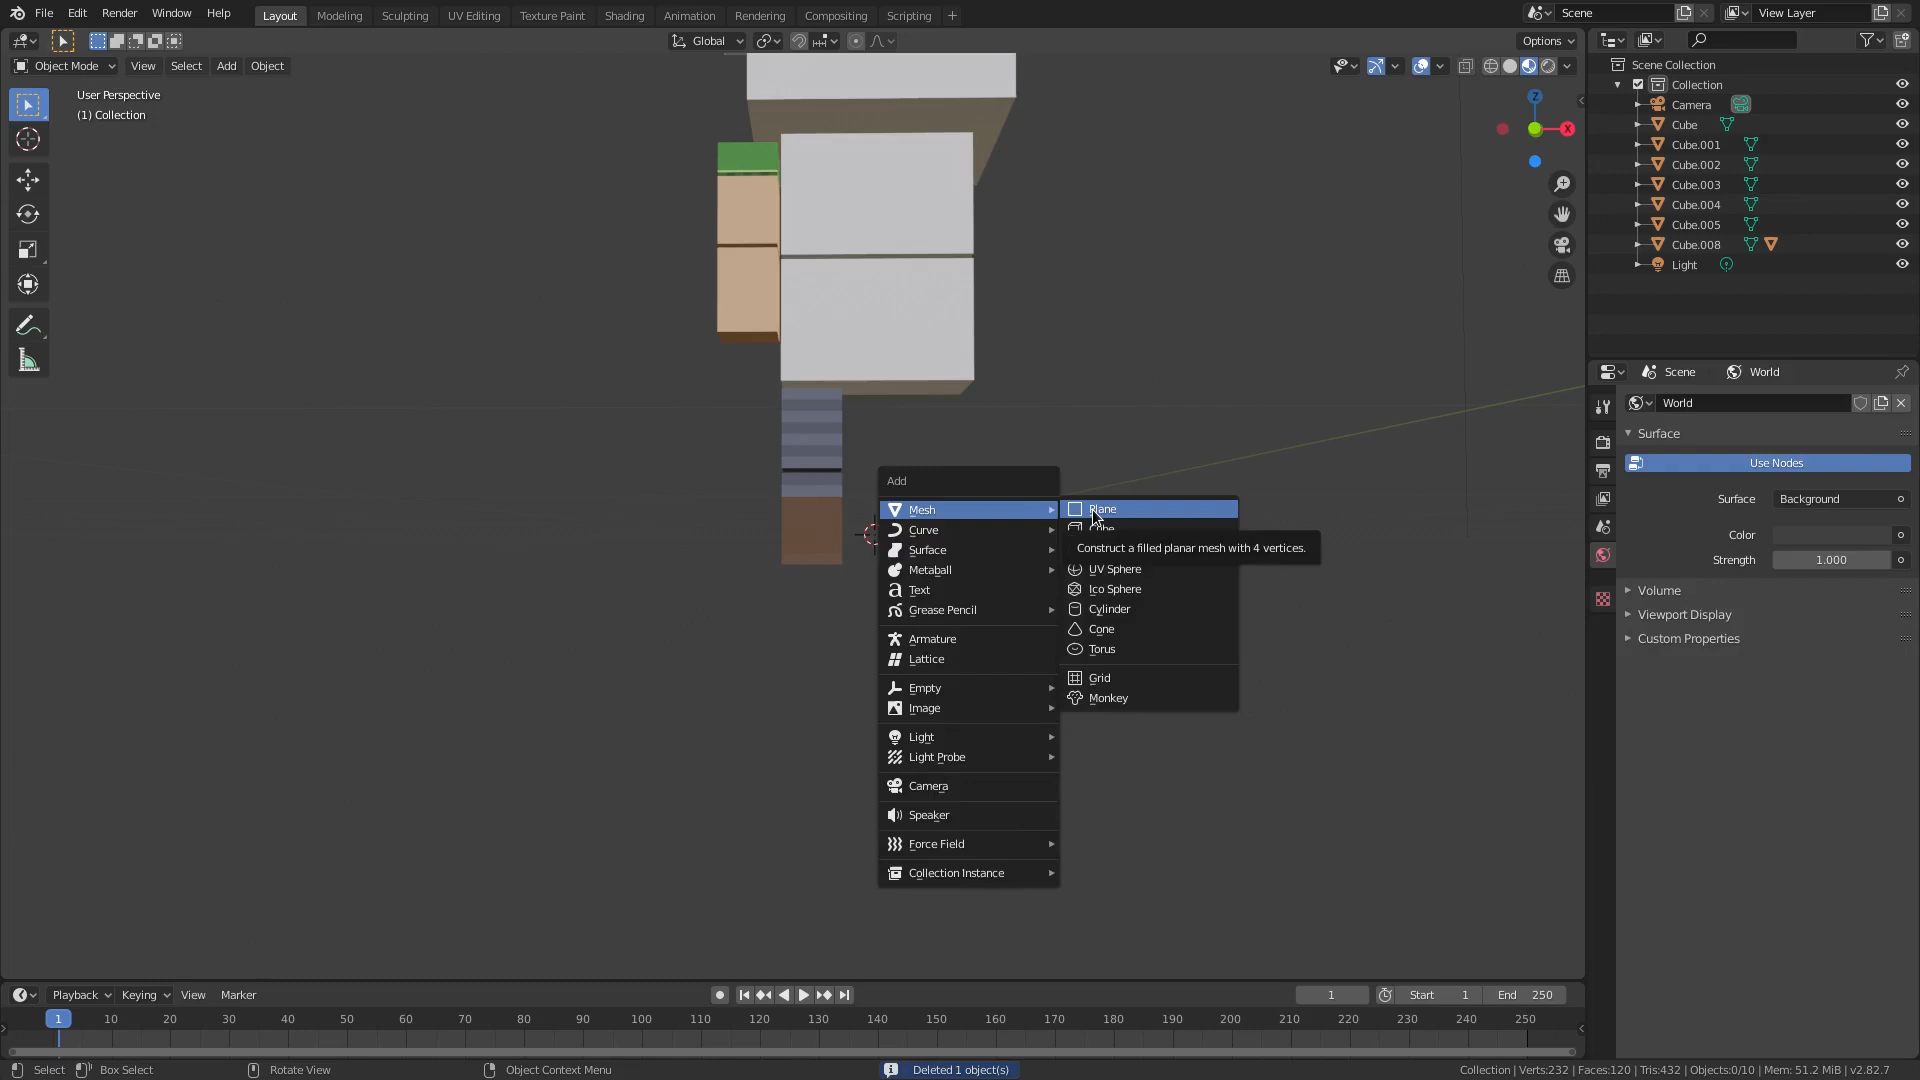 File Edit Render Window Help
Layout Modeling Sculpting UV Editing Texture Paint Shading Animation Rendering Compositing Scripting
Scene
View Layer
Global
Options
Object Mode View Select Add Object
User Perspective
(1) Collection
Z
X
Scene Collection
Collection
Camera
Cube
Cube.001
Cube.002
Cube.003
Cube.004
Cube.005
Cube.008
Light
Scene World
World
Surface
Use Nodes
Surface Background
Color
Strength 1.000
Volume
Viewport Display
Custom Properties
Add
Mesh
Curve
Surface
Metaball
Text
Grease Pencil
Armature
Lattice
Empty
Image
Light
Light Probe
Camera
Speaker
Force Field
Collection Instance
Plane
Cube
Construct a filled planar mesh with 4 vertices.
UV Sphere
Ico Sphere
Cylinder
Cone
Torus
Grid
Monkey
Playback Keying View Marker
1
Start 1
End 250
1 10 20 30 40 50 60 70 80 90 100 110 120 130 140 150 160 170 180 190 200 210 220 230 240 250
Select Box Select Rotate View Object Context Menu
Deleted 1 object(s)
Collection | Verts:232 | Faces:120 | Tris:432 | Objects:0/10 | Mem: 51.2 MiB | v2.82.7